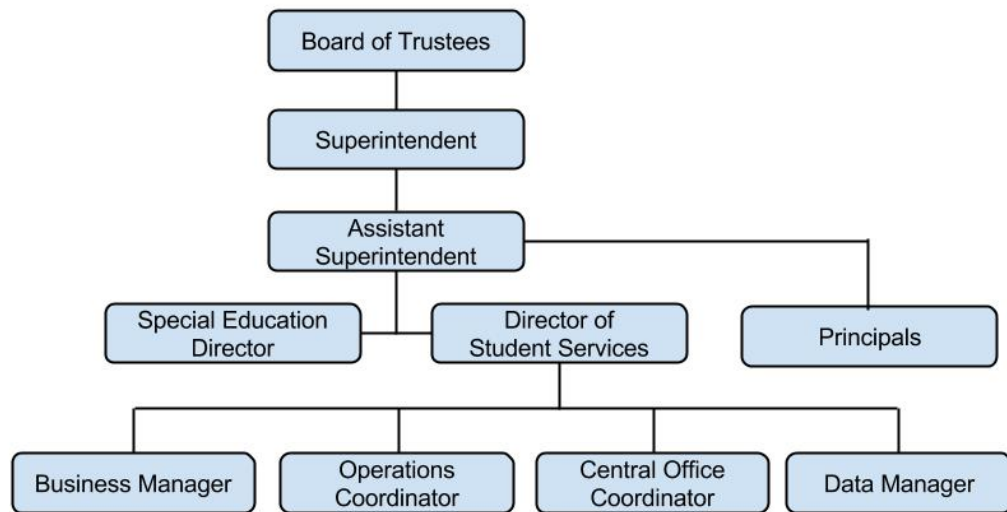 Board of Trustees
Superintendent
Assistant
Superintendent
Special Education
Director
Director of
Student Services
Principals
Business Manager
Operations
Coordinator
Central Office
Coordinator
Data Manager